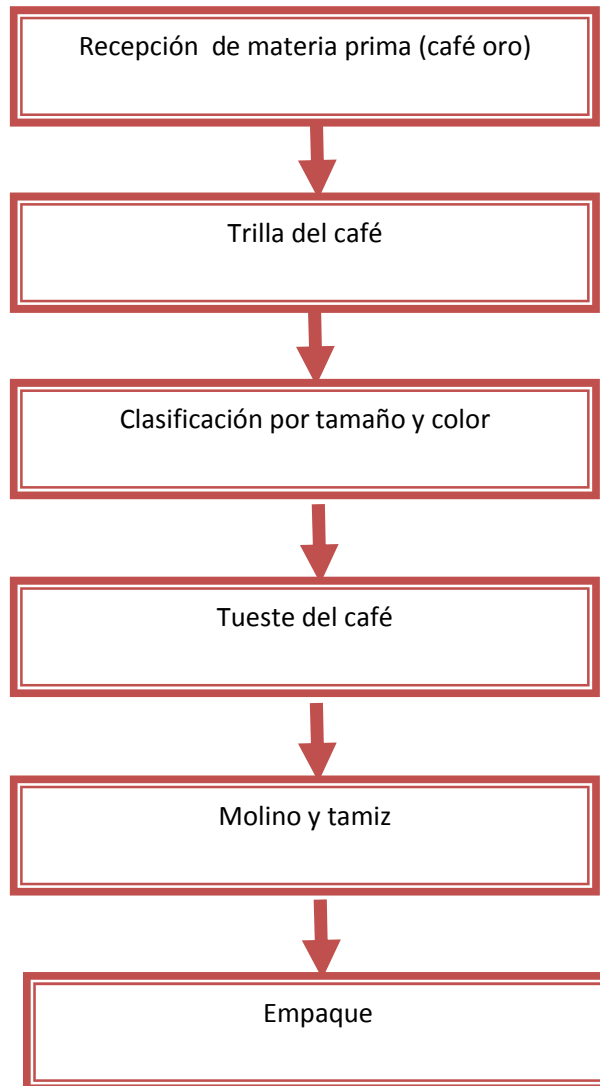 Recepción  de materia prima (café oro)
Trilla del café
Clasificación por tamaño y color
Tueste del café
Molino y tamiz
Empaque